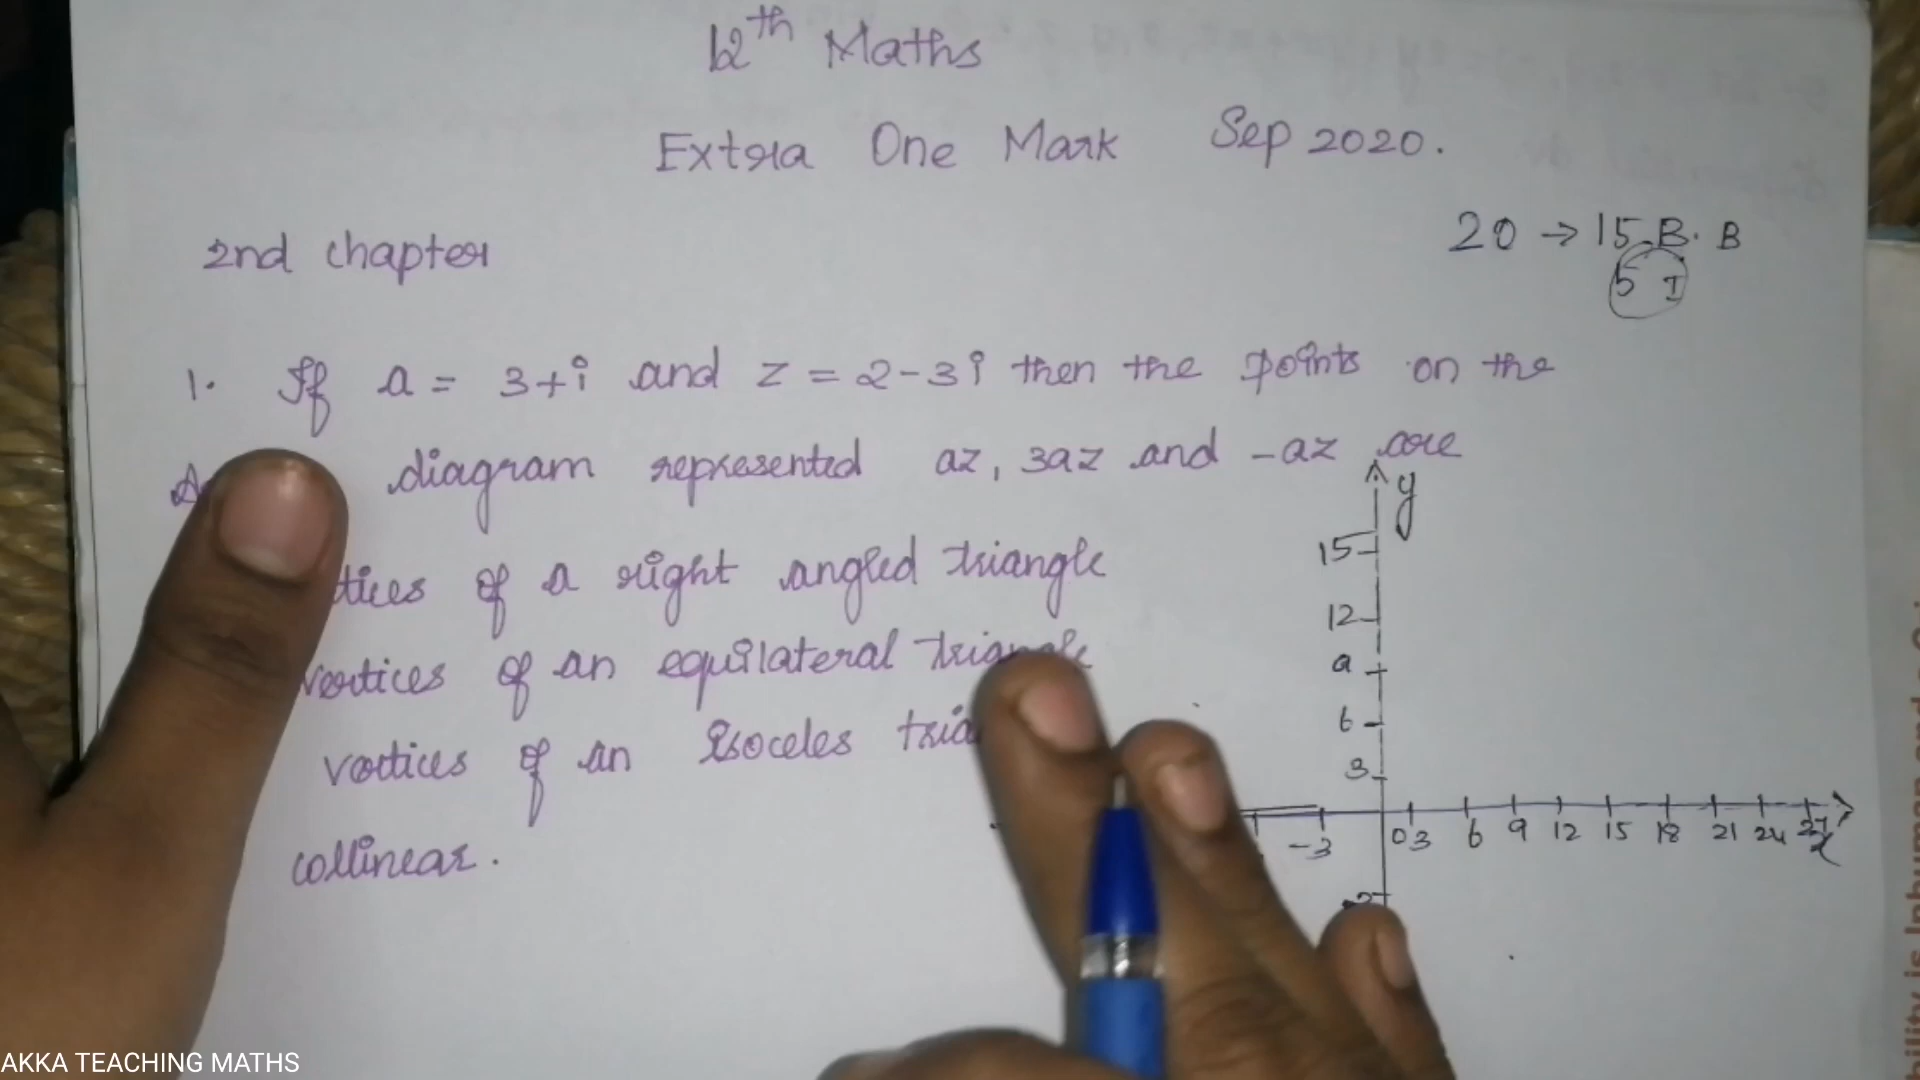 12th Maths
Extra One Mark Sep 2020.
20 → 15 B. B
5 I
2nd chapter
1. If a = 3+i and z = 2-3i then the points on the
diagram represented az, 3az and -az are
vertices of a right angled triangle
vertices of an equilateral triangle
vertices of an Isoceles
collinear.
y
15
12
9
6
3
-3 0 3 6 9 12 15 18 21 24 27
x
AKKA TEACHING MATHS